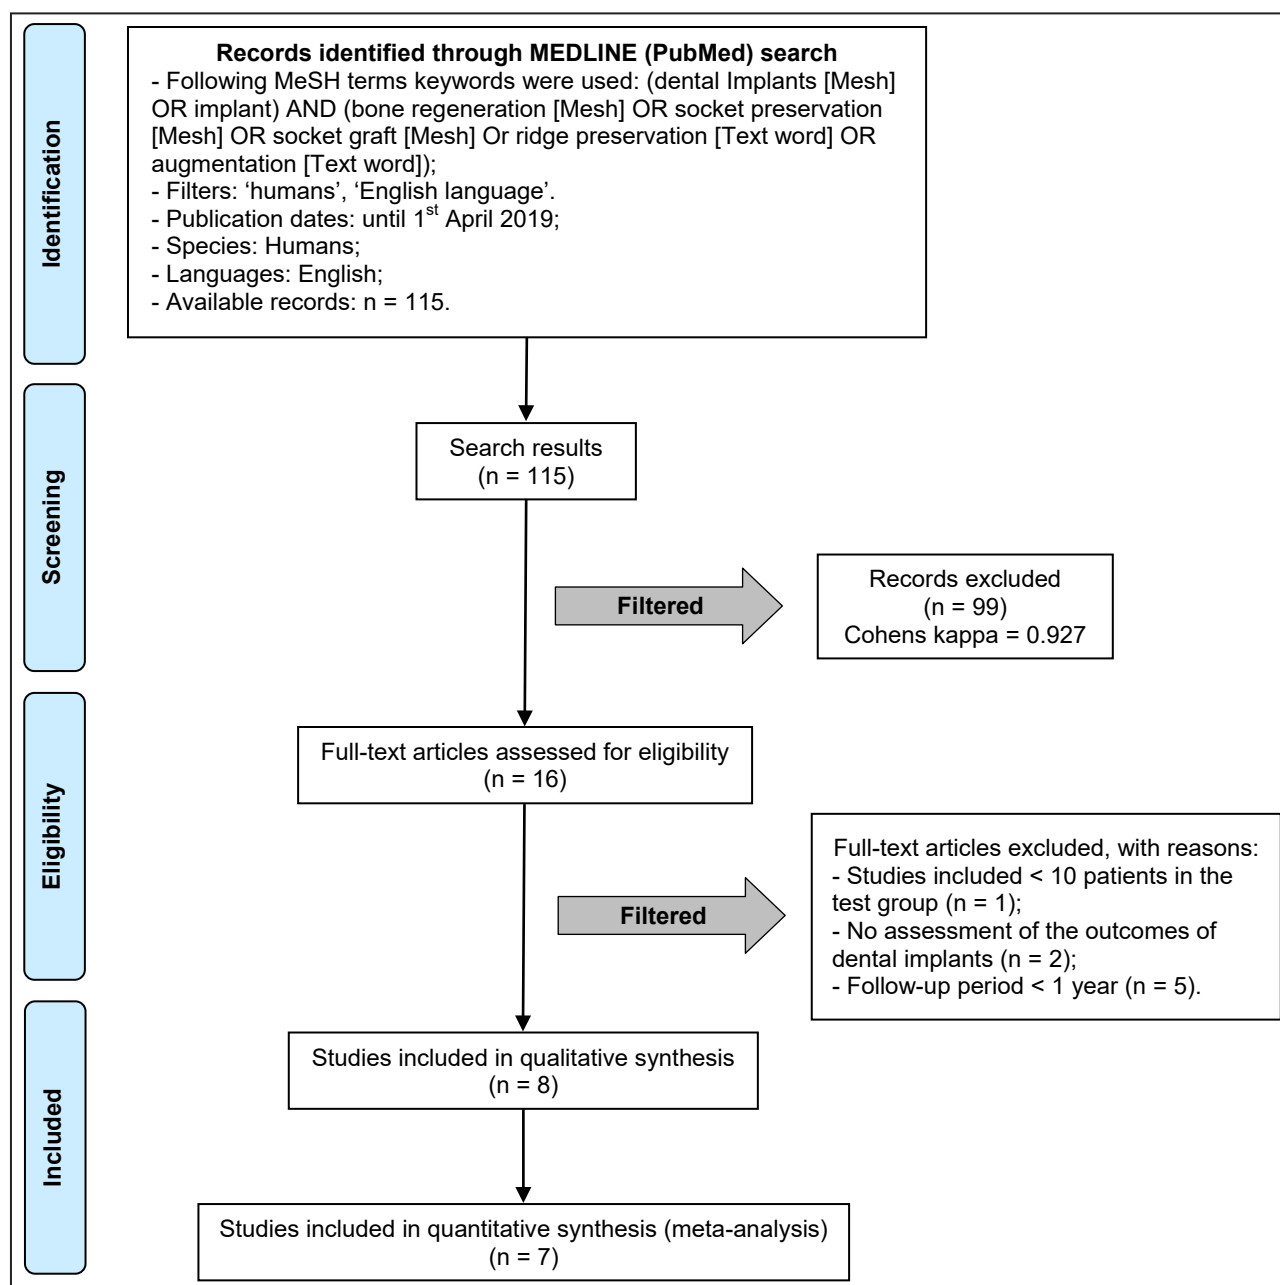 Identification
Records identified through MEDLINE (PubMed) search
- Following MeSH terms keywords were used: (dental Implants [Mesh]
OR implant) AND (bone regeneration [Mesh] OR socket preservation
[Mesh] OR socket graft [Mesh] Or ridge preservation [Text word] OR
augmentation [Text word]);
- Filters: ‘humans’, ‘English language’.
- Publication dates: until 1st April 2019;
- Species: Humans;
- Languages: English;
- Available records: n = 115.
Screening
Search results
(n = 115)
Filtered
Records excluded
(n = 99)
Cohens kappa = 0.927
Eligibility
Full-text articles assessed for eligibility
(n = 16)
Filtered
Full-text articles excluded, with reasons:
- Studies included < 10 patients in the
test group (n = 1);
- No assessment of the outcomes of
dental implants (n = 2);
- Follow-up period < 1 year (n = 5).
Included
Studies included in qualitative synthesis
(n = 8)
Studies included in quantitative synthesis (meta-analysis)
(n = 7)